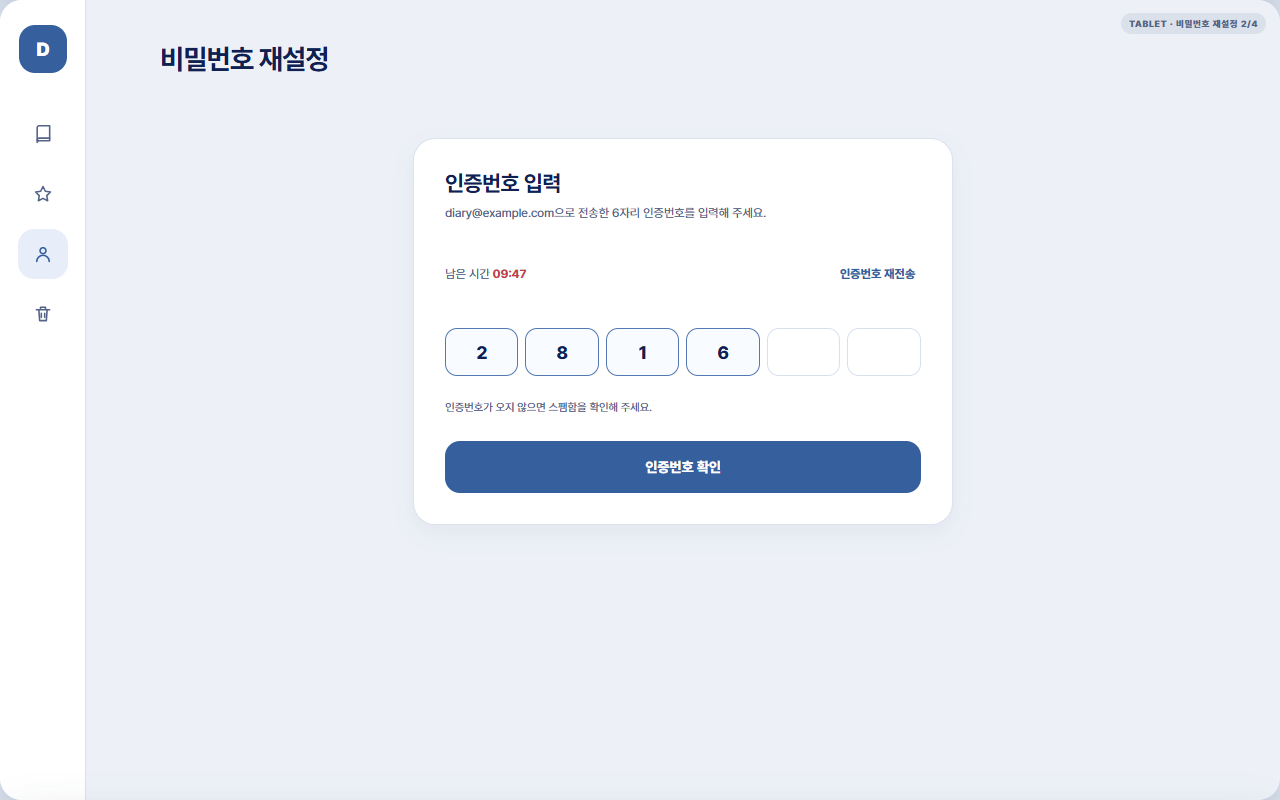 D
TABLET · 비밀번호 재설정 2/4
비밀번호 재설정
인증번호 입력
diary@example.com으로 전송한 6자리 인증번호를 입력해 주세요.
남은 시간 09:47
인증번호 재전송
2 8 1 6
인증번호가 오지 않으면 스팸함을 확인해 주세요.
인증번호 확인